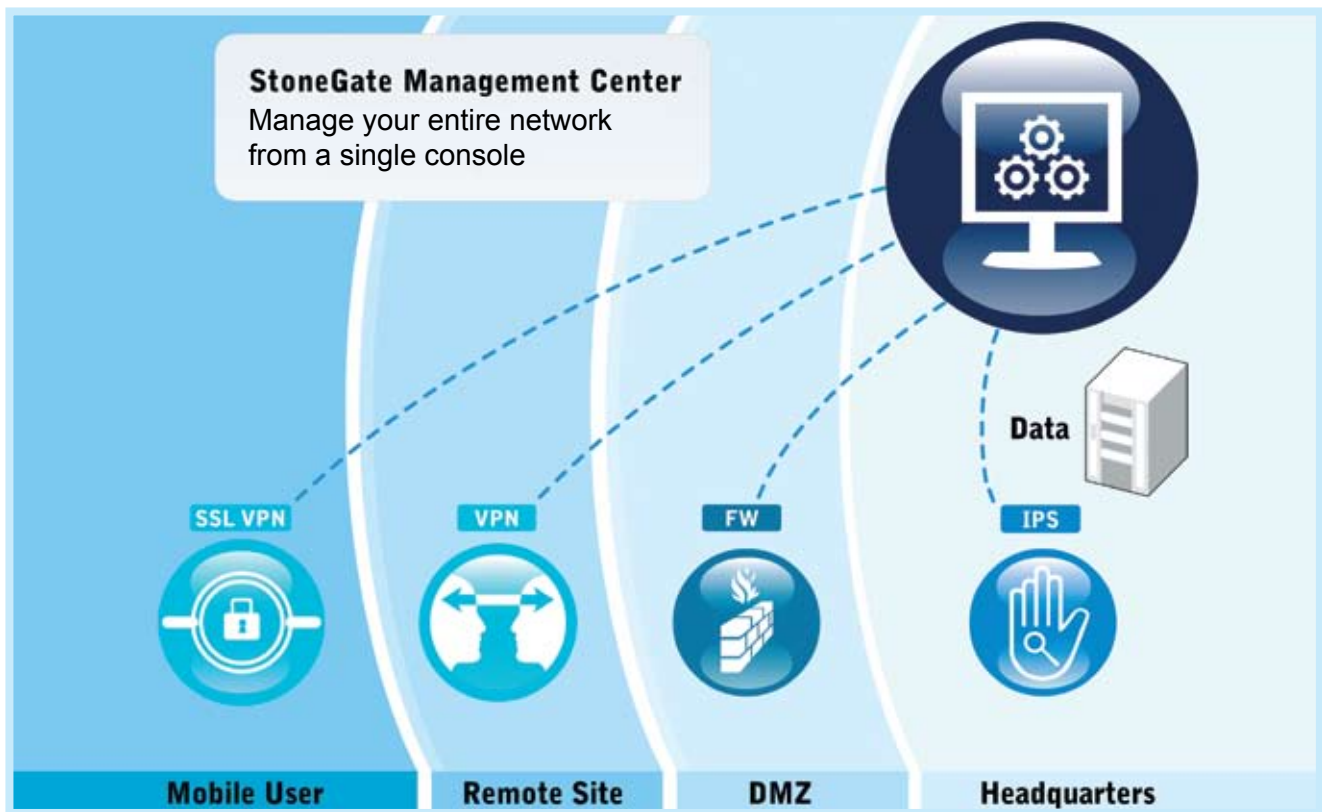 StoneGate Management Center
Manage your entire network
from a single console
Data
SSL VPN
VPN
FW
IPS
Mobile User
Remote Site
DMZ
Headquarters